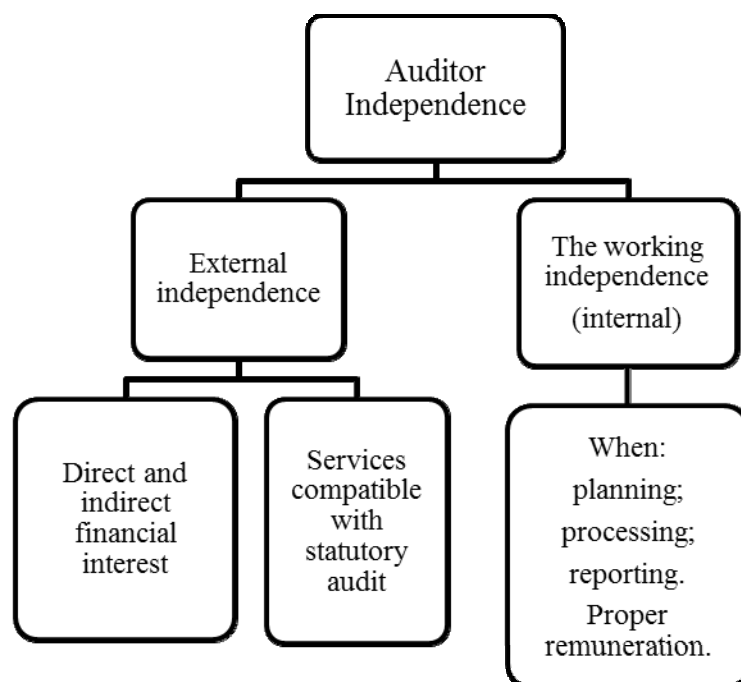 Auditor
Independence
External
independence
The working
independence
(internal)
Direct and
indirect
financial
interest
Services
compatible
with
statutory
audit
When:
planning;
processing;
reporting.
Proper
remuneration.